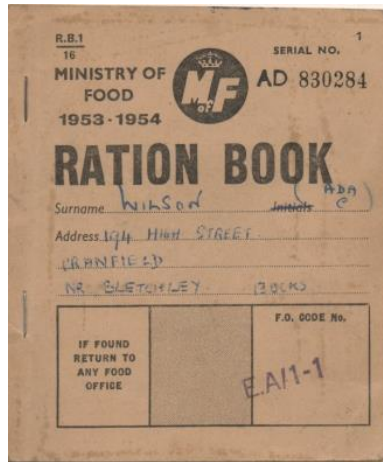 R.B.1 1
16 SERIAL NO.
MINISTRY OF AD 830284
FOOD M of F
1953-1954
RATION BOOK
Surname WILSON Initials (ADA C)
Address 194 HIGH STREET.
CRANFIELD
NR BLETCHLEY BUCKS
IF FOUND
RETURN TO
ANY FOOD
OFFICE
F.O. CODE No.
E.A/1-1